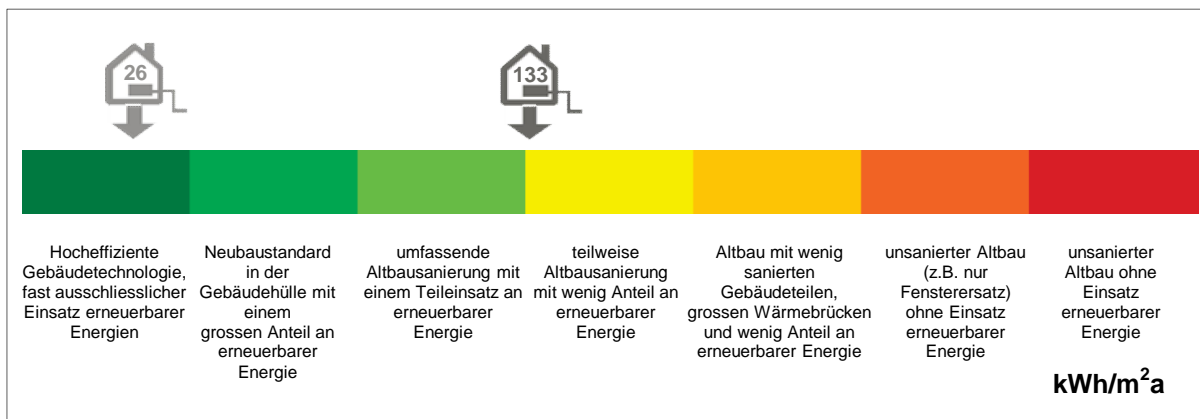 26
133
Hocheffiziente
Gebäudetechnologie,
fast ausschliesslicher
Einsatz erneuerbarer
Energien
Neubaustandard
in der
Gebäudehülle mit
einem
grossen Anteil an
erneuerbarer
Energie
umfassende
Altbausanierung mit
einem Teileinsatz an
erneuerbarer
Energie
teilweise
Altbausanierung
mit wenig Anteil an
erneuerbarer
Energie
Altbau mit wenig
sanierten
Gebäudeteilen,
grossen Wärmebrücken
und wenig Anteil an
erneuerbarer Energie
unsanierter Altbau
(z.B. nur
Fensterersatz)
ohne Einsatz
erneuerbarer
Energie
unsanierter
Altbau ohne
Einsatz
erneuerbarer
Energie
kWh/m²a